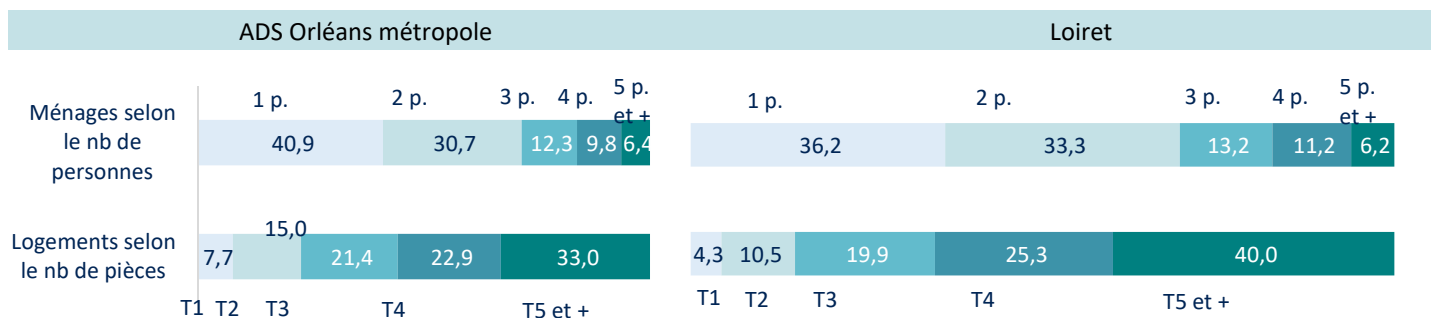 ADS Orléans métropole
Loiret
Ménages selon
le nb de
personnes
1 p. 2 p. 3 p. 4 p. 5 p.
et +
40,9 30,7 12,3 9,8 6,4
1 p. 2 p. 3 p. 4 p. 5 p.
et +
36,2 33,3 13,2 11,2 6,2
Logements selon
le nb de pièces
7,7 15,0 21,4 22,9 33,0
T1 T2 T3 T4 T5 et +
4,3 10,5 19,9 25,3 40,0
T1 T2 T3 T4 T5 et +